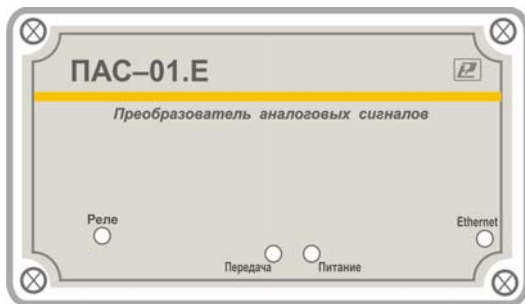 ПАС–01.Е
Преобразователь аналоговых сигналов
Реле
Ethernet
Передача
Питание